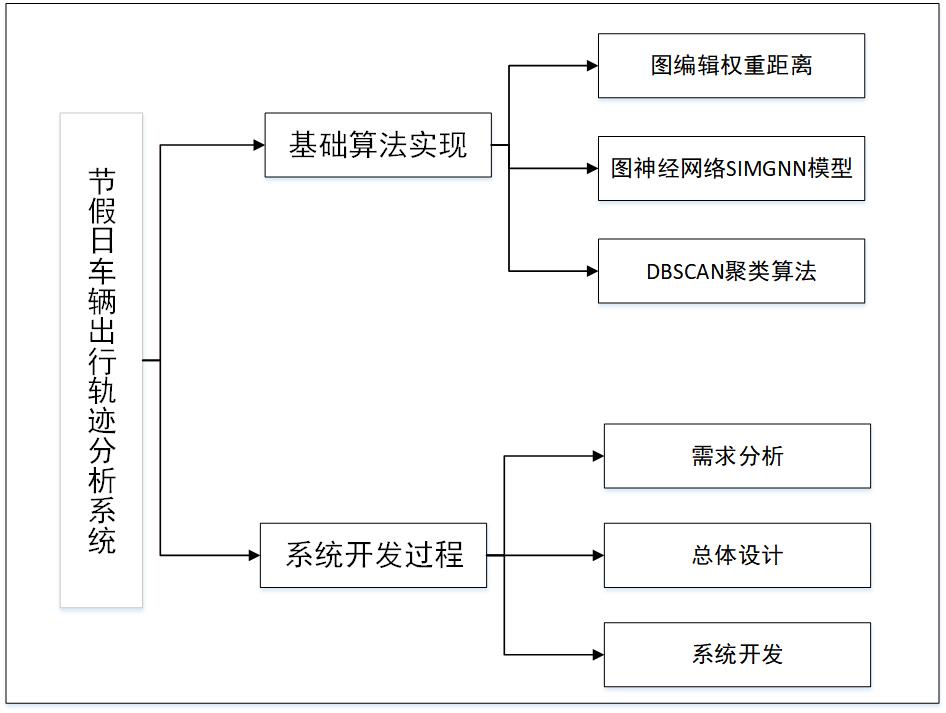 节假日车辆出行轨迹分析系统
基础算法实现
图编辑权重距离
图神经网络SIMGNN模型
DBSCAN聚类算法
系统开发过程
需求分析
总体设计
系统开发